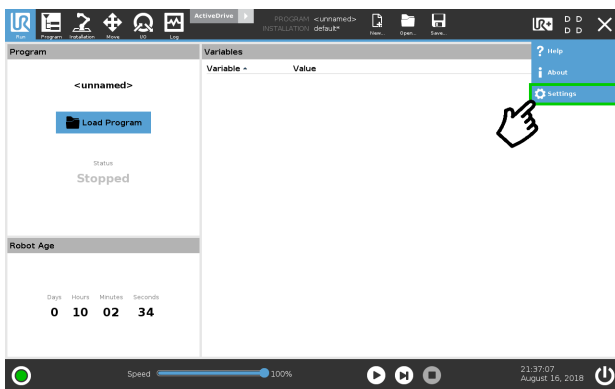 UR
Run
Program
Installation
Move
I/O
Log
ActiveDrive
PROGRAM <unnamed>
INSTALLATION default*
New...
Open...
Save...
UR+
D D
D D
Program
<unnamed>
Load Program
Status
Stopped
Variables
Variable
Value
? Help
i About
Settings
Robot Age
Days Hours Minutes Seconds
0 10 02 34
Speed
100%
21:37:07
August 16, 2018